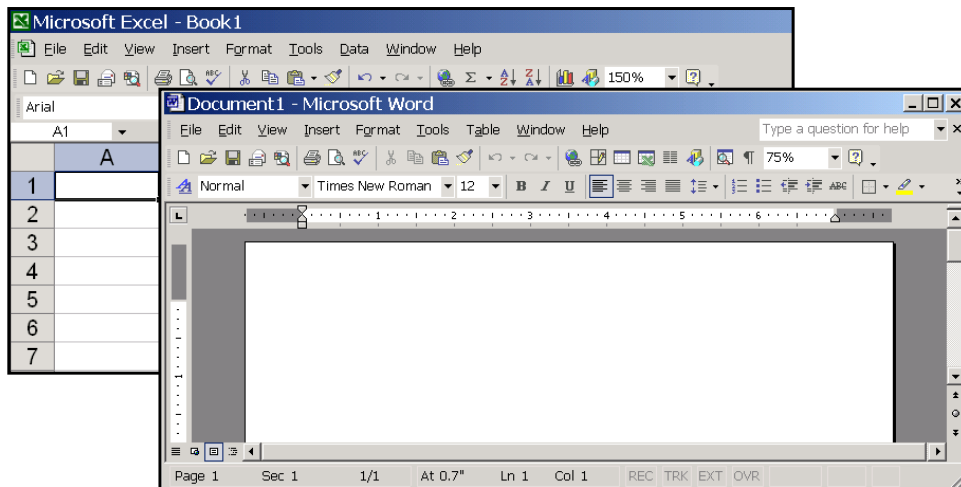 Microsoft Excel - Book1
File Edit View Insert Format Tools Data Window Help
150%
Arial
A1
A
1
2
3
4
5
6
7
Document1 - Microsoft Word
File Edit View Insert Format Tools Table Window Help Type a question for help
75%
Normal Times New Roman 12 B I U ABC
L 1 2 3 4 5 6
1
Page 1 Sec 1 1/1 At 0.7" Ln 1 Col 1 REC TRK EXT OVR